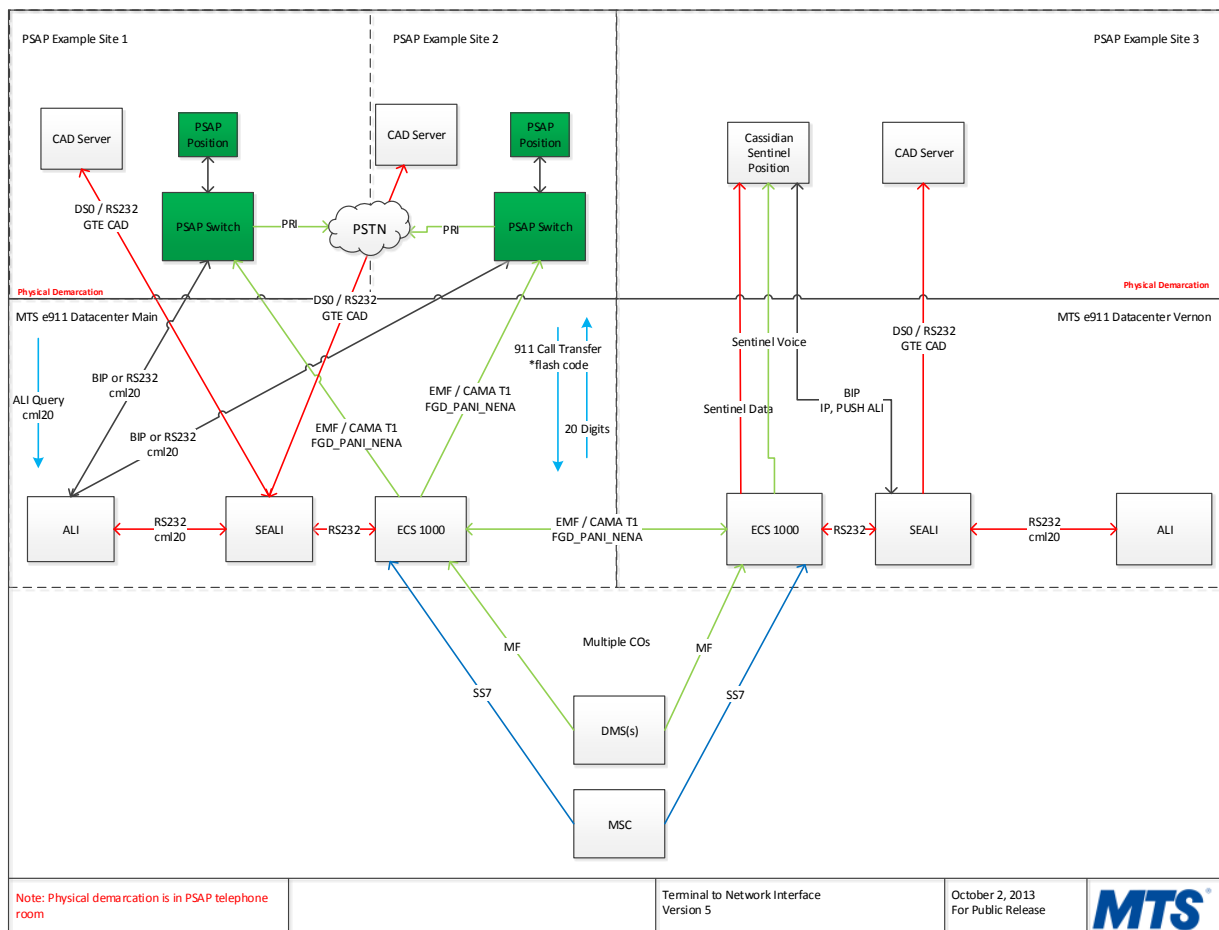 PSAP Example Site 1
PSAP Example Site 2
PSAP Example Site 3
CAD Server
PSAP
Position
CAD Server
PSAP
Position
Cassidian
Sentinel
Position
CAD Server
DS0 / RS232
GTE CAD
PSAP Switch
PRI
PSTN
PRI
PSAP Switch
Physical Demarcation
Physical Demarcation
MTS e911 Datacenter Main
DS0 / RS232
GTE CAD
MTS e911 Datacenter Vernon
911 Call Transfer
*flash code
Sentinel Voice
DS0 / RS232
GTE CAD
ALI Query
cml20
BIP or RS232
cml20
EMF / CAMA T1
FGD_PANI_NENA
BIP
IP, PUSH ALI
Sentinel Data
BIP or RS232
cml20
EMF / CAMA T1
FGD_PANI_NENA
20 Digits
ALI
RS232
cml20
SEALI
RS232
ECS 1000
EMF / CAMA T1
FGD_PANI_NENA
ECS 1000
RS232
SEALI
RS232
cml20
ALI
Multiple COs
MF
MF
SS7
SS7
DMS(s)
MSC
Note: Physical demarcation is in PSAP telephone
room
Terminal to Network Interface
Version 5
October 2, 2013
For Public Release
MTS®